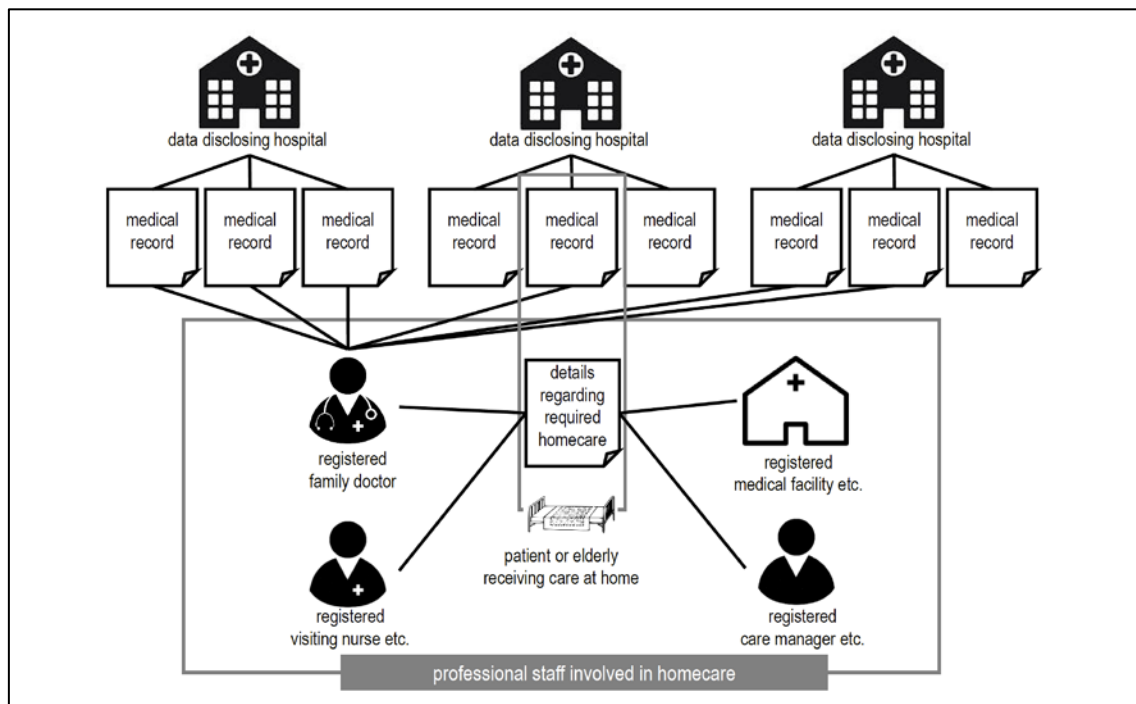 data disclosing hospital
data disclosing hospital
data disclosing hospital
medical
record
medical
record
medical
record
medical
record
medical
record
medical
record
medical
record
medical
record
medical
record
details
regarding
required
homecare
registered
family doctor
registered
medical facility etc.
patient or elderly
receiving care at home
registered
visiting nurse etc.
registered
care manager etc.
professional staff involved in homecare